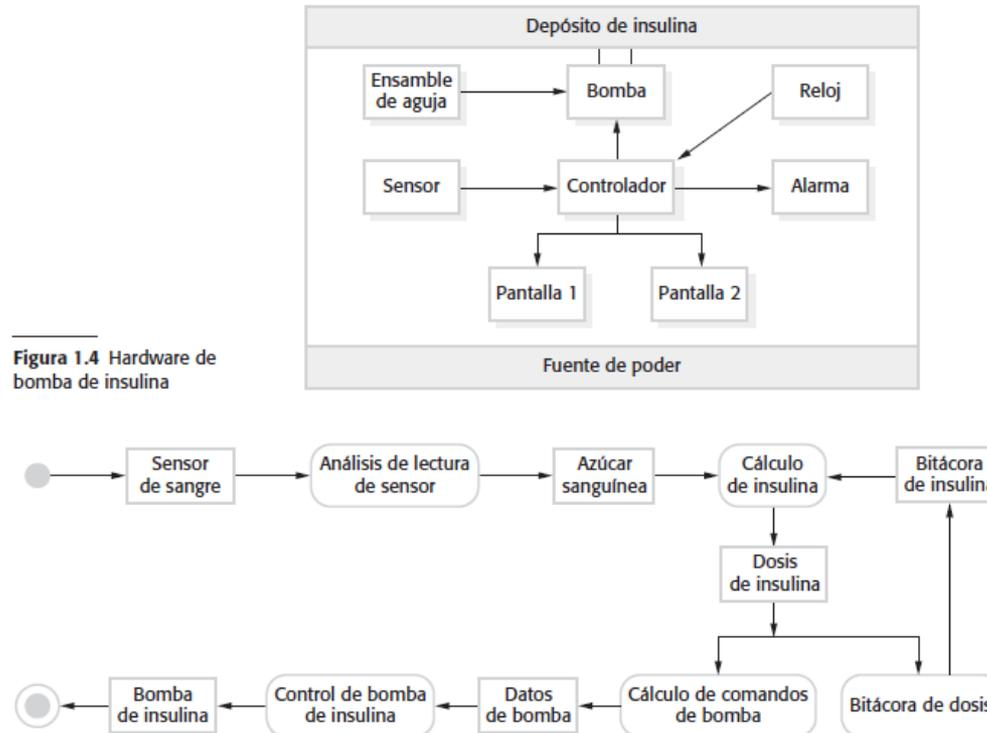 Depósito de insulina
Ensamble
de aguja
Bomba
Reloj
Sensor
Controlador
Alarma
Pantalla 1
Pantalla 2
Fuente de poder
Figura 1.4 Hardware de
bomba de insulina
Sensor
de sangre
Análisis de lectura
de sensor
Azúcar
sanguínea
Cálculo
de insulina
Bitácora
de insulina
Dosis
de insulina
Bomba
de insulina
Control de bomba
de insulina
Datos
de bomba
Cálculo de comandos
de bomba
Bitácora de dosis